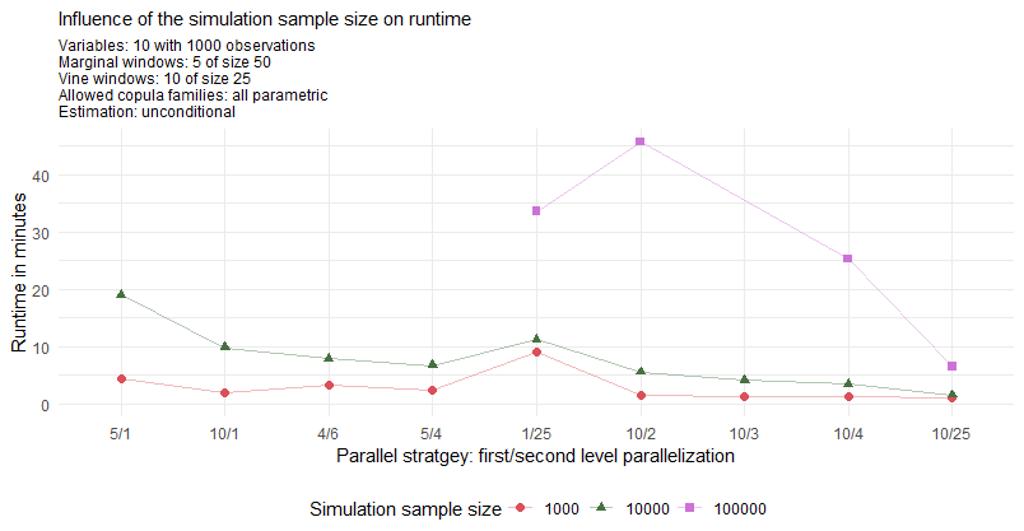 Influence of the simulation sample size on runtime
Variables: 10 with 1000 observations
Marginal windows: 5 of size 50
Vine windows: 10 of size 25
Allowed copula families: all parametric
Estimation: unconditional
Runtime in minutes
40
30
20
10
0
5/1 10/1 4/6 5/4 1/25 10/2 10/3 10/4 10/25
Parallel stratgey: first/second level parallelization
Simulation sample size 1000 10000 100000